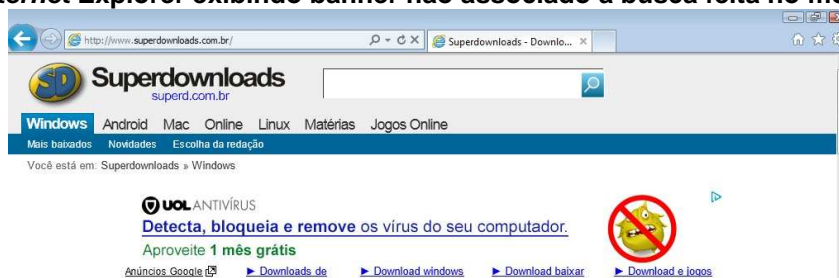 Internet Explorer exibindo banner não associado à busca feita no
http://www.superdownloads.com.br/
Superdownloads - Downlo...
SD Superdownloads
superd.com.br
Windows Android Mac Online Linux Matérias Jogos Online
Mais baixados Novidades Escolha da redação
Você está em: Superdownloads » Windows
UOL ANTIVÍRUS
Detecta, bloqueia e remove os vírus do seu computador.
Aproveite 1 mês grátis
Anúncios Google ► Downloads de ► Download windows ► Download baixar ► Download e jogos